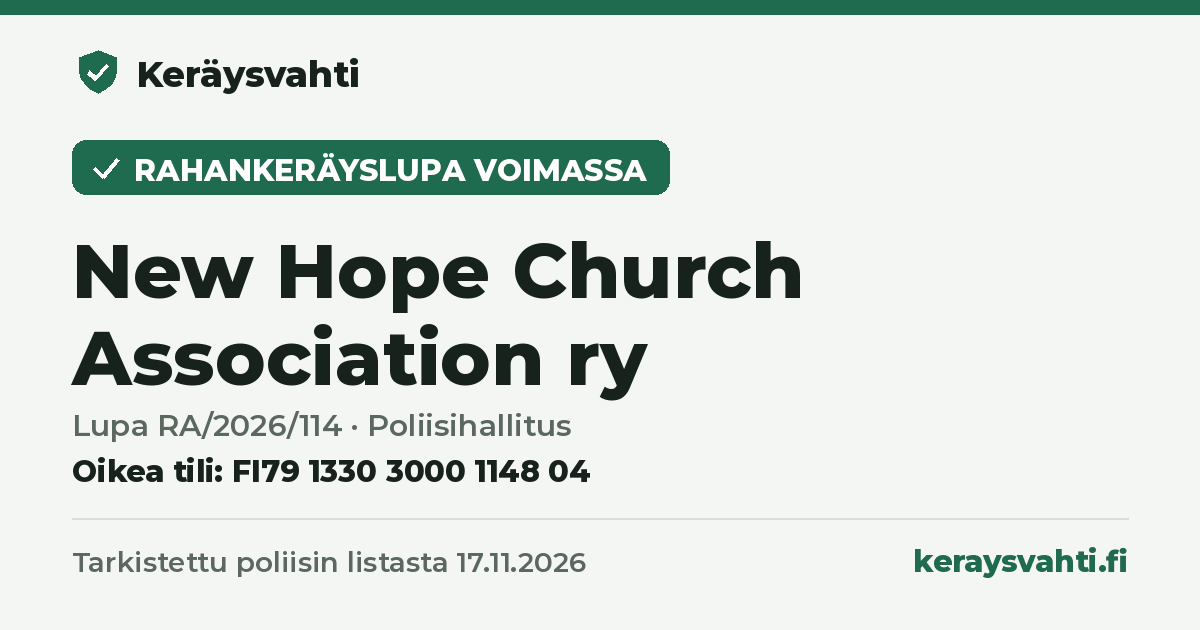 Keräysvahti
RAHANKERÄYSLUPA VOIMASSA
New Hope Church
Association ry
Lupa RA/2026/114 · Poliisihallitus
Oikea tili: FI79 1330 3000 1148 04
Tarkistettu poliisin listasta 17.11.2026
keraysvahti.fi